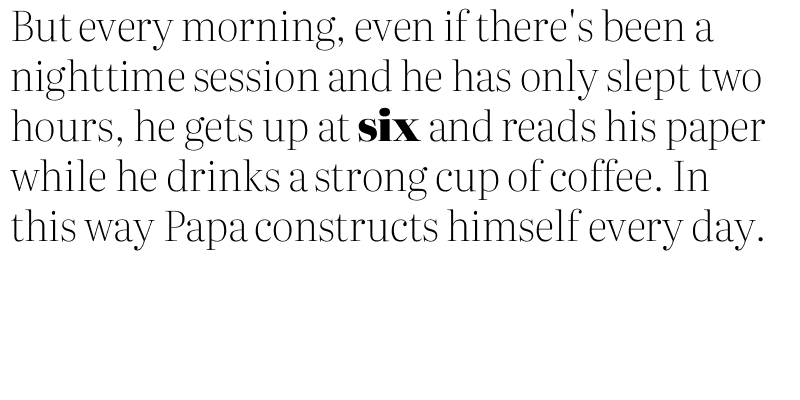 But every morning, even if there's been a
nighttime session and he has only slept two
hours, he gets up at six and reads his paper
while he drinks a strong cup of coffee. In
this way Papa constructs himself every day.